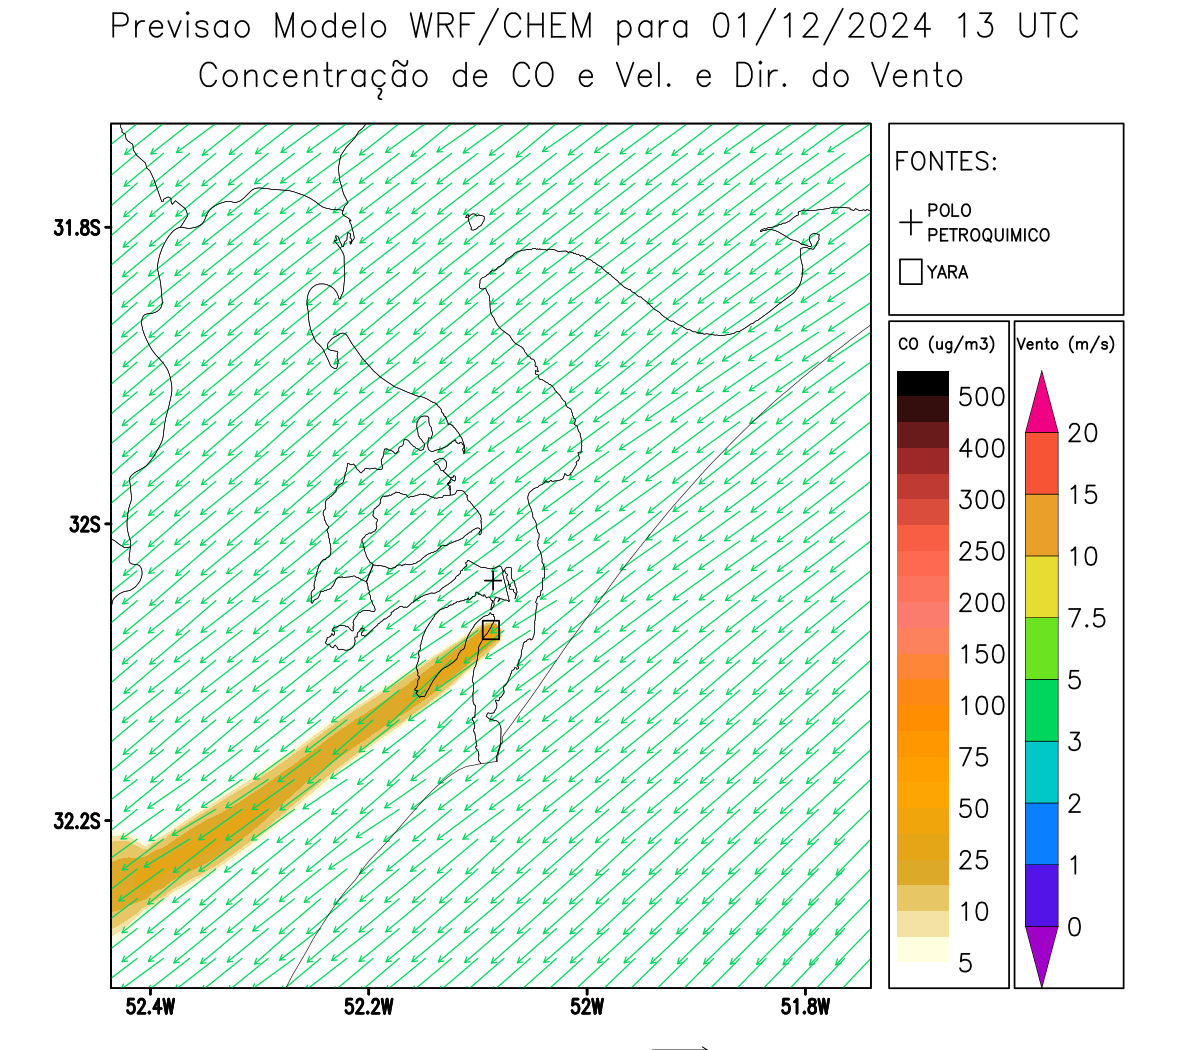 Previsao Modelo WRF/CHEM para 01/12/2024 13 UTC
Concentração de CO e Vel. e Dir. do Vento
FONTES:
POLO
PETROQUIMICO
YARA
CO (ug/m3)
500
400
300
250
200
150
100
75
50
25
10
5
Vento (m/s)
20
15
10
7.5
5
3
2
1
0
31.8S
32S
32.2S
52.4W
52.2W
52W
51.8W